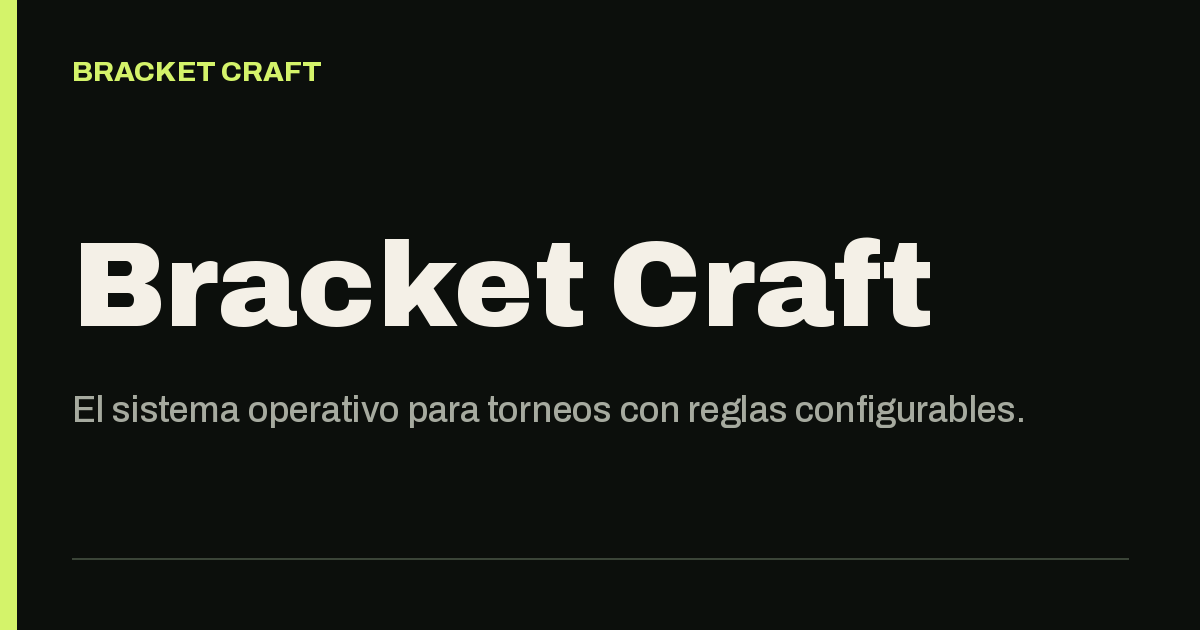 BRACKET CRAFT
Bracket Craft
El sistema operativo para torneos con reglas configurables.